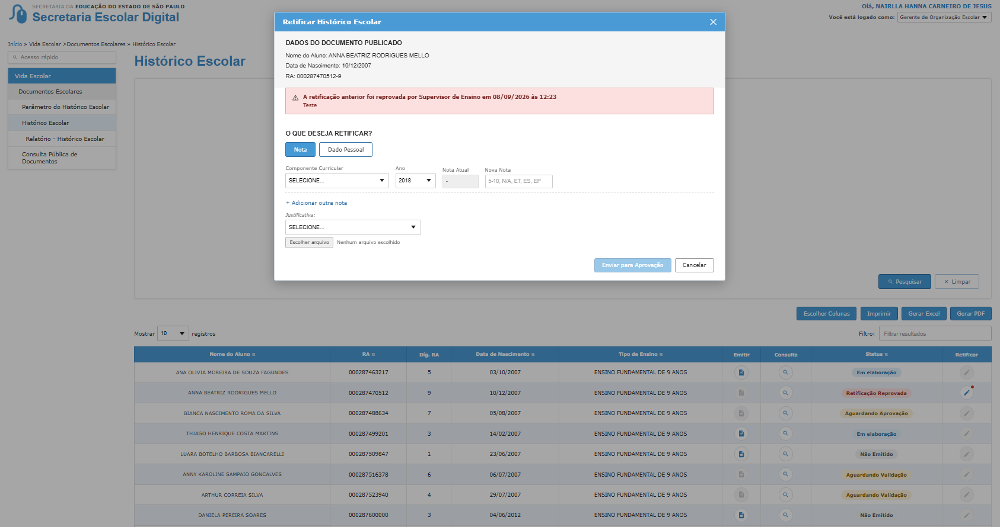 SECRETARIA DA EDUCAÇÃO DO ESTADO DE SÃO PAULO
Secretaria Escolar Digital
Olá, NAIRLLA HANNA CARNEIRO DE JESUS
Você está logado como: Gerente de Organização Escolar
Início » Vida Escolar >Documentos Escolares » Histórico Escolar
Acesso rápido
Vida Escolar
Documentos Escolares
Parâmetro do Histórico Escolar
Histórico Escolar
Relatório - Histórico Escolar
Consulta Pública de
Documentos
Histórico Escolar
Retificar Histórico Escolar
DADOS DO DOCUMENTO PUBLICADO
Nome do Aluno: ANNA BEATRIZ RODRIGUES MELLO
Data de Nascimento: 10/12/2007
RA: 000287470512-9
A retificação anterior foi reprovada por Supervisor de Ensino em 08/09/2026 às 12:23
Teste
O QUE DESEJA RETIFICAR?
Nota Dado Pessoal
Componente Curricular Ano Nota Atual Nova Nota
SELECIONE... 2018 - 5-10, N/A, ET, ES, EP
+ Adicionar outra nota
Justificativa:
SELECIONE...
Escolher arquivo Nenhum arquivo escolhido
Enviar para Aprovação Cancelar
Pesquisar × Limpar
Escolher Colunas Imprimir Gerar Excel Gerar PDF
Mostrar 10 registros Filtro: Filtrar resultados
Nome do Aluno RA Díg. RA Data de Nascimento Tipo de Ensino Emitir Consulta Status Retificar
ANA OLIVIA MOREIRA DE SOUZA FAGUNDES 000287463217 5 03/10/2007 ENSINO FUNDAMENTAL DE 9 ANOS Em elaboração
ANNA BEATRIZ RODRIGUES MELLO 000287470512 9 10/12/2007 ENSINO FUNDAMENTAL DE 9 ANOS Retificação Reprovada
BIANCA NASCIMENTO ROMA DA SILVA 000287488634 7 05/08/2007 ENSINO FUNDAMENTAL DE 9 ANOS Aguardando Aprovação
THIAGO HENRIQUE COSTA MARTINS 000287499201 3 14/02/2007 ENSINO FUNDAMENTAL DE 9 ANOS Em elaboração
LUARA BOTELHO BARBOSA BIANCARELLI 000287509847 1 23/06/2007 ENSINO FUNDAMENTAL DE 9 ANOS Não Emitido
ANNY KAROLINE SAMPAIO GONCALVES 000287516378 6 06/07/2007 ENSINO FUNDAMENTAL DE 9 ANOS Aguardando Validação
ARTHUR CORREIA SILVA 000287523940 4 29/07/2007 ENSINO FUNDAMENTAL DE 9 ANOS Aguardando Validação
DANIELA PEREIRA SOARES 000287600000 3 04/06/2012 ENSINO FUNDAMENTAL DE 9 ANOS Não Emitido